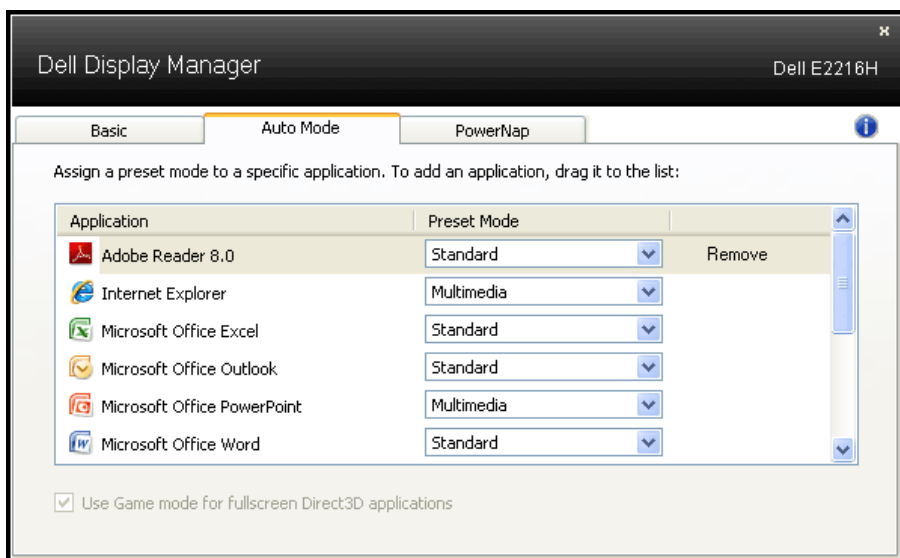 x
Dell Display Manager
Dell E2216H
Basic
Auto Mode
PowerNap
Assign a preset mode to a specific application. To add an application, drag it to the list:
Application Preset Mode
Adobe Reader 8.0 Standard Remove
Internet Explorer Multimedia
Microsoft Office Excel Standard
Microsoft Office Outlook Standard
Microsoft Office PowerPoint Multimedia
Microsoft Office Word Standard
Use Game mode for fullscreen Direct3D applications